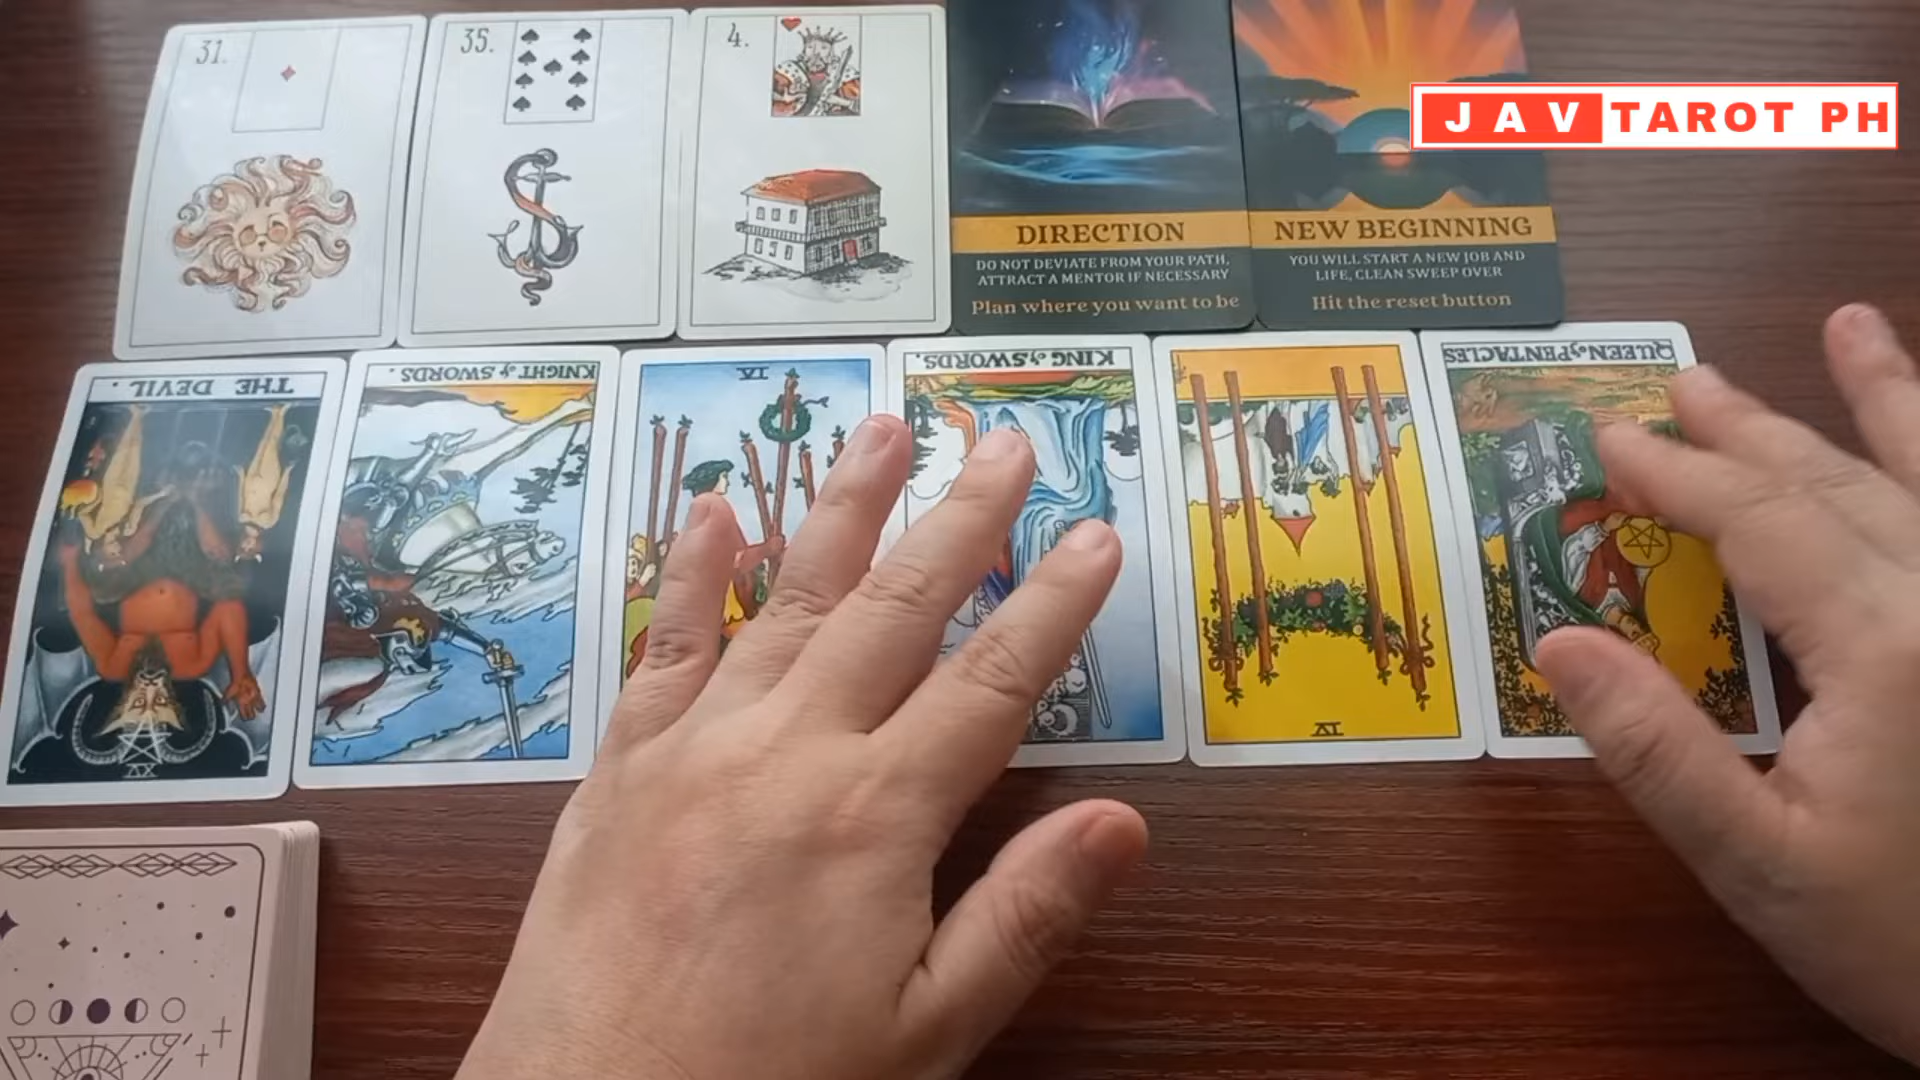 31.
35.
4.
JAV TAROT PH
DIRECTION
DO NOT DEVIATE FROM YOUR PATH,
ATTRACT A MENTOR IF NECESSARY
Plan where you want to be
NEW BEGINNING
YOU WILL START A NEW JOB AND
LIFE, CLEAN SWEEP OVER
Hit the reset button
THE DEVIL.
KNIGHT of SWORDS.
VI
KING of SWORDS.
QUEEN of PENTACLES
IV
XV